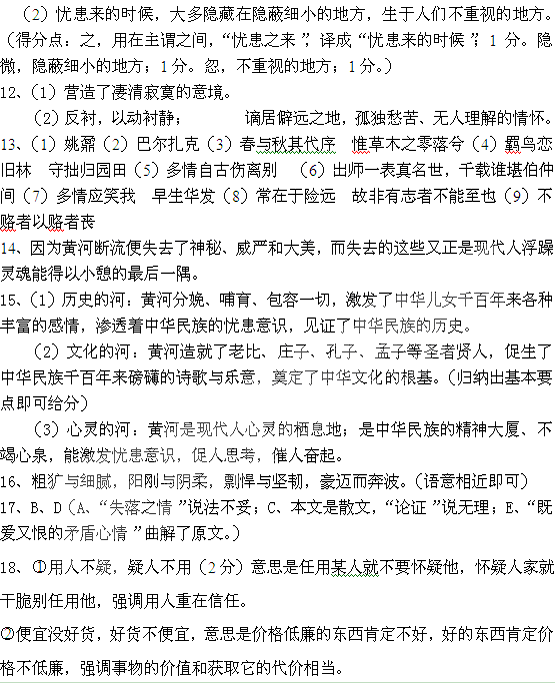 （2）忧患来的时候，大多隐藏在隐蔽细小的地方，生于人们不重视的地方。
（得分点：之，用在主谓之间，“忧患之来”，译成“忧患来的时候”；1 分。隐
微，隐蔽细小的地方；1分。忽，不重视的地方；1分。）
12、（1）营造了凄清寂寞的意境。
（2）反衬，以动衬静； 谪居僻远之地，孤独愁苦、无人理解的情怀。
13、（1）姚鼐（2）巴尔扎克（3）春与秋其代序 惟草木之零落兮（4）羁鸟恋
旧林 守拙归园田（5）多情自古伤离别 （6）出师一表真名世，千载谁堪伯仲
间（7）多情应笑我 早生华发（8）常在于险远 故非有志者不能至也（9）不
赂者以赂者丧
14、因为黄河断流便失去了神秘、威严和大美，而失去的这些又正是现代人浮躁
灵魂能得以小憩的最后一隅。
15、（1）历史的河：黄河分娩、哺育、包容一切，激发了中华儿女千百年来各种
丰富的感情，渗透着中华民族的忧患意识，见证了中华民族的历史。
（2）文化的河：黄河造就了老比、庄子、孔子、孟子等圣者贤人，促生了
中华民族千百年来磅礴的诗歌与乐意，奠定了中华文化的根基。（归纳出基本要
点即可给分）
（3）心灵的河：黄河是现代人心灵的栖息地；是中华民族的精神大厦、不
竭心泉，能激发忧患意识，促人思考，催人奋起。
16、粗犷与细腻，阳刚与阴柔，剽悍与坚韧，豪迈而奔波。（语意相近即可）
17、B、D（A、“失落之情”说法不妥；C、本文是散文，“论证”说无理；E、“既
爱又恨的矛盾心情”曲解了原文。）
18、①用人不疑，疑人不用（2分）意思是任用某人就不要怀疑他，怀疑人家就
干脆别任用他，强调用人重在信任。
②便宜没好货，好货不便宜，意思是价格低廉的东西肯定不好，好的东西肯定价
格不低廉，强调事物的价值和获取它的代价相当。